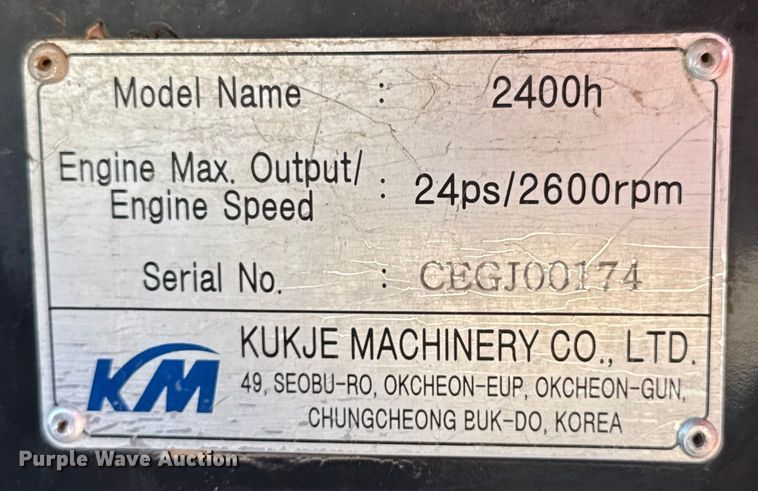 Model Name : 2400h
Engine Max. Output/
Engine Speed : 24ps/2600rpm
Serial No. : CEGJ00174
KM
KUKJE MACHINERY CO., LTD.
49, SEOBU-RO, OKCHEON-EUP, OKCHEON-GUN,
CHUNGCHEONG BUK-DO, KOREA
Purple Wave Auction